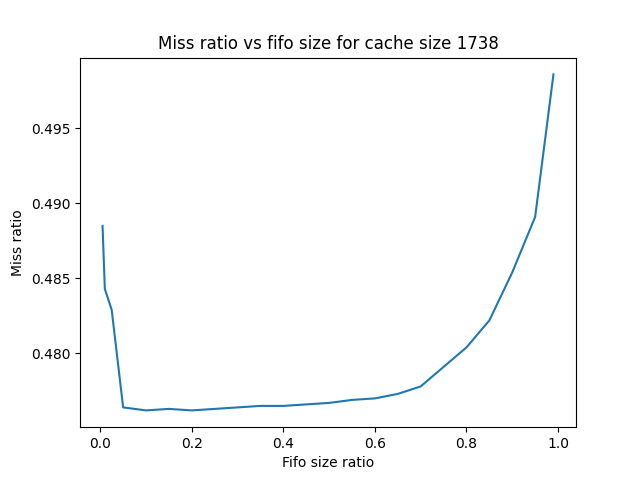 Miss ratio vs fifo size for cache size 1738
0.495
0.490
0.485
0.480
Miss ratio
0.0 0.2 0.4 0.6 0.8 1.0
Fifo size ratio